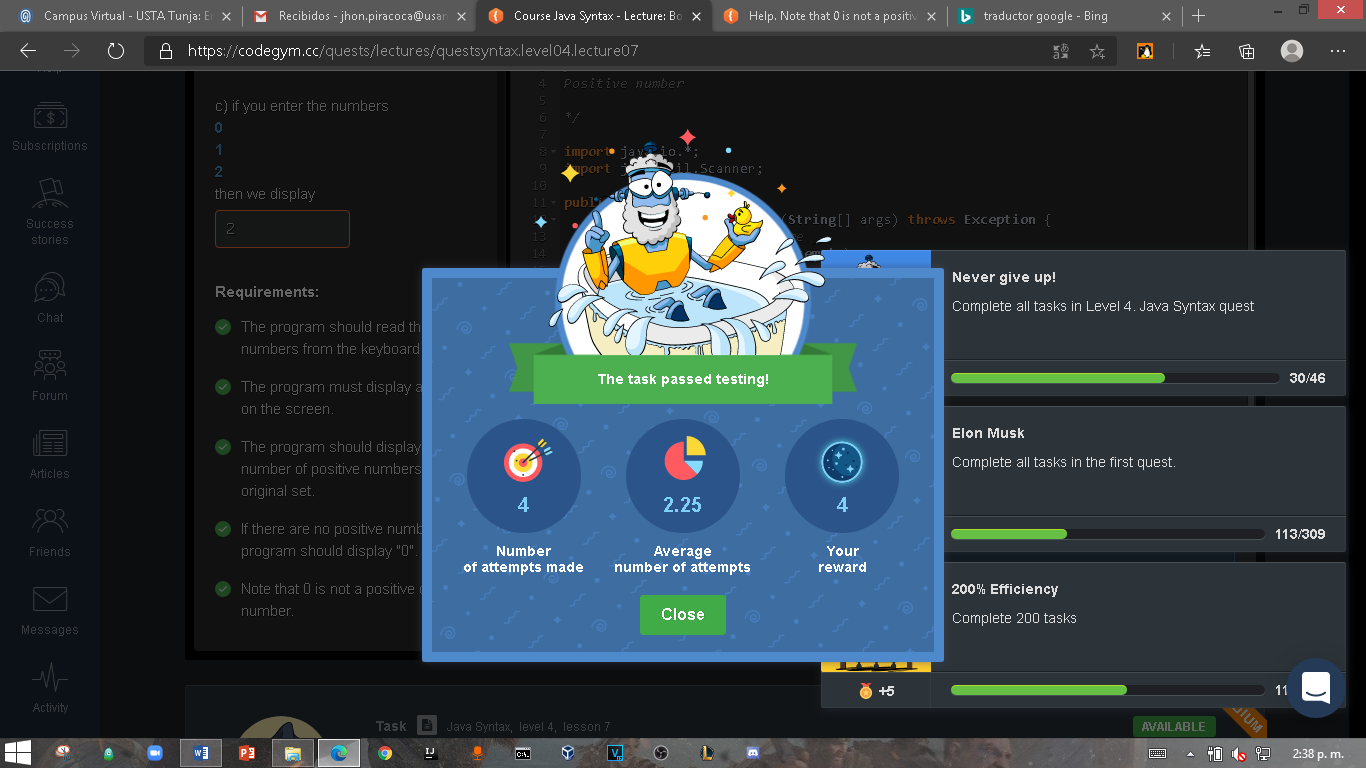 Campus Virtual - USTA Tunja: E
Recibidos - jhon.piracoca@usan
Course Java Syntax - Lecture: Bo
Help. Note that 0 is not a positiv
traductor google - Bing
https://codegym.cc/quests/lectures/questsyntax.level04.lecture07
Subscriptions
Success
stories
Chat
Forum
Articles
Friends
Messages
Activity
c) if you enter the numbers
0
1
2
then we display
2
Requirements:
The program should read th
numbers from the keyboard
The program must display a
on the screen.
The program should display
number of positive numbers
original set.
If there are no positive numb
program should display "0".
Note that 0 is not a positive
number.
4 Positive number
5
6 */
7
8 import java.io.*;
9 import Scanner;
10
11 publi
(String[] args) throws Exception {
13
14
The task passed testing!
4
Number
of attempts made
2.25
Average
number of attempts
4
Your
reward
Close
Never give up!
Complete all tasks in Level 4. Java Syntax quest
30/46
Elon Musk
Complete all tasks in the first quest.
113/309
200% Efficiency
Complete 200 tasks
+5
11
Task
Java Syntax, level 4, lesson 7
AVAILABLE
2:38 p. m.